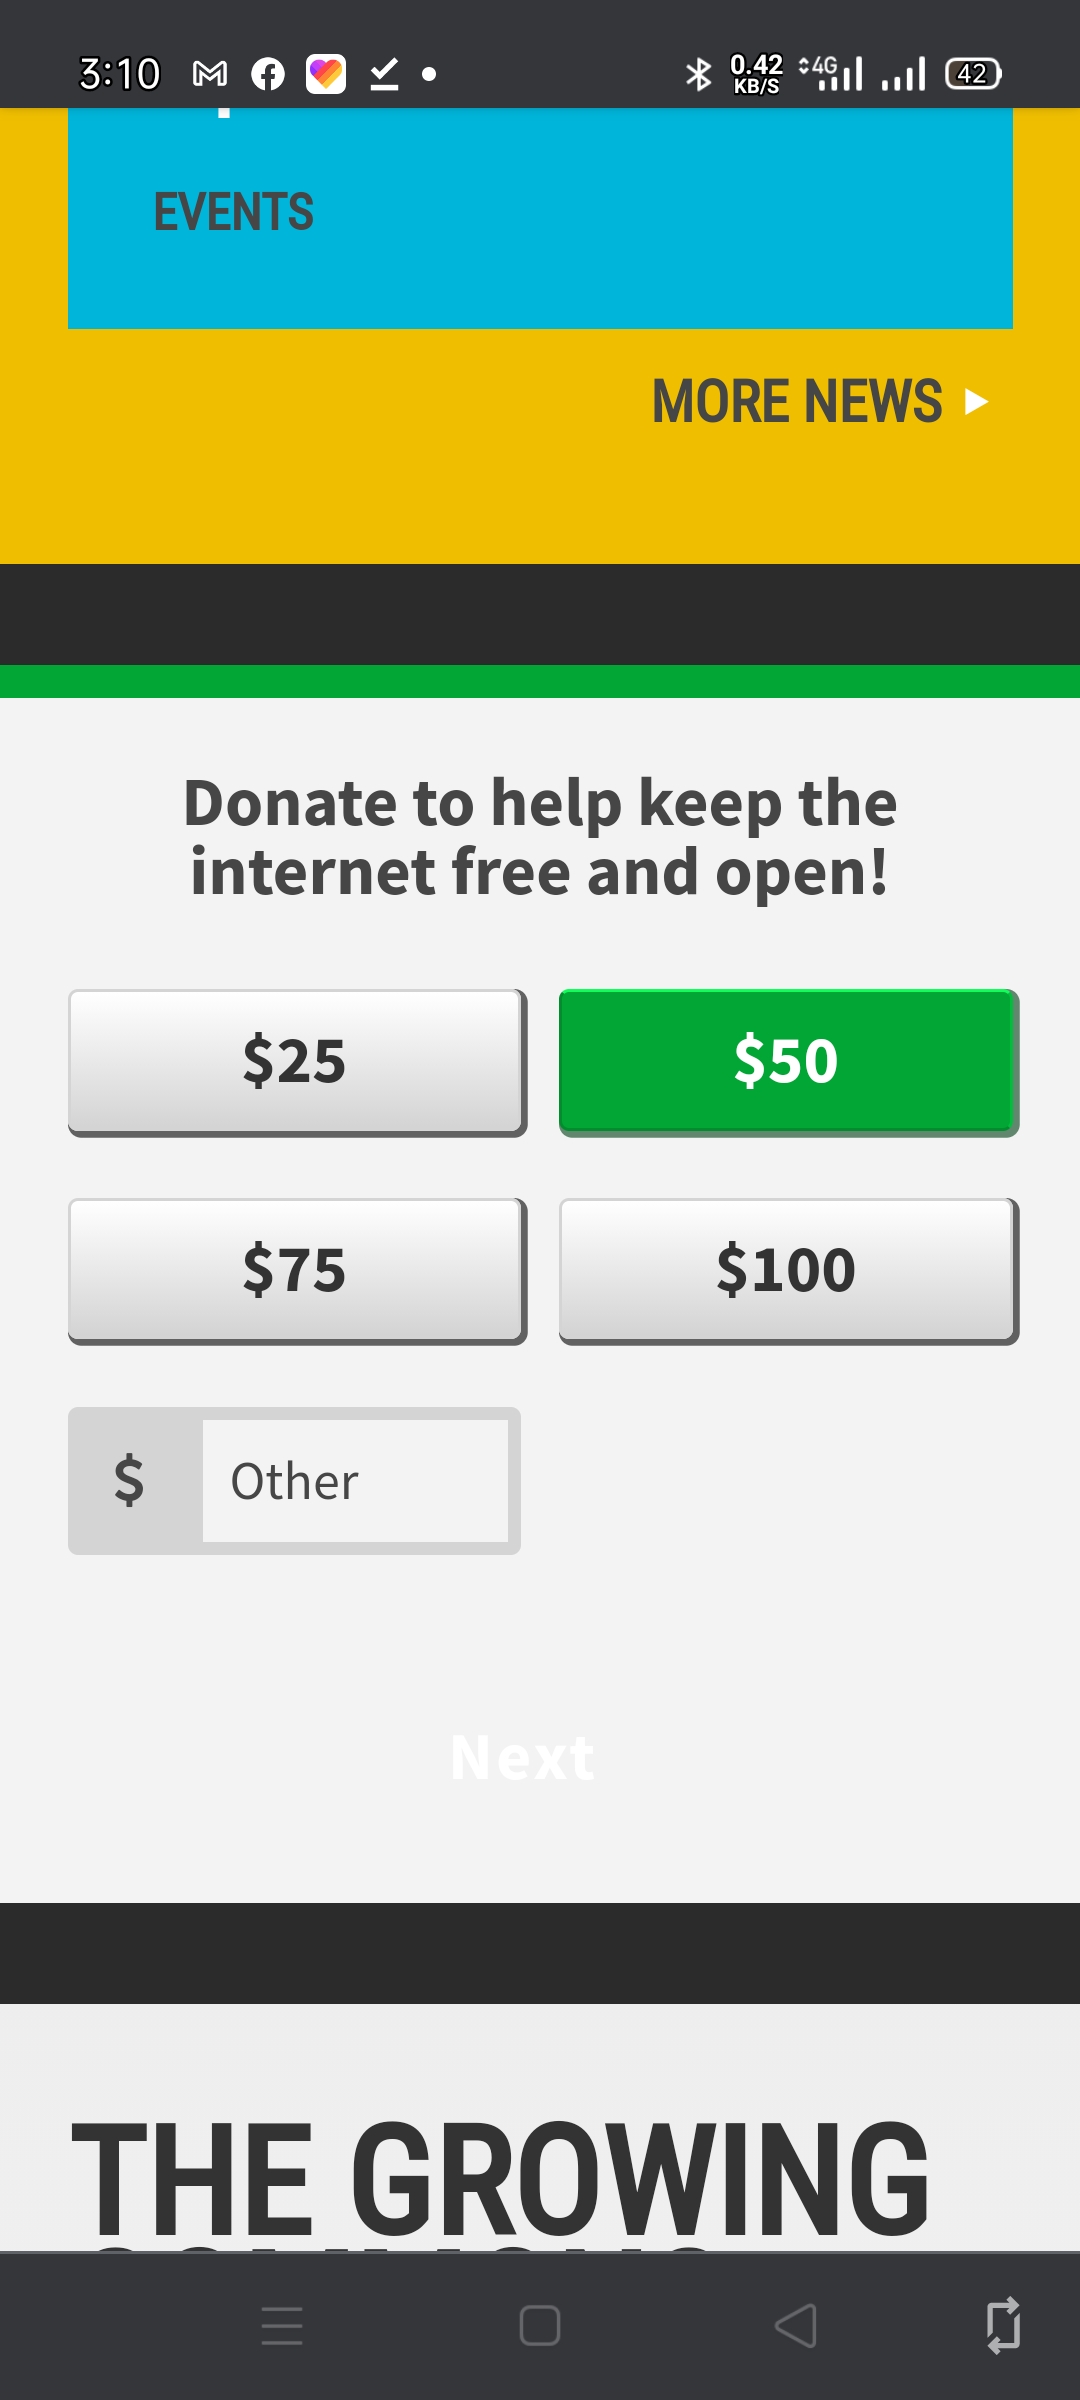 3:10
0.42
KB/S
4G
42
EVENTS
MORE NEWS
Donate to help keep the
internet free and open!
$25
$50
$75
$100
$
Other
Next
THE GROWING